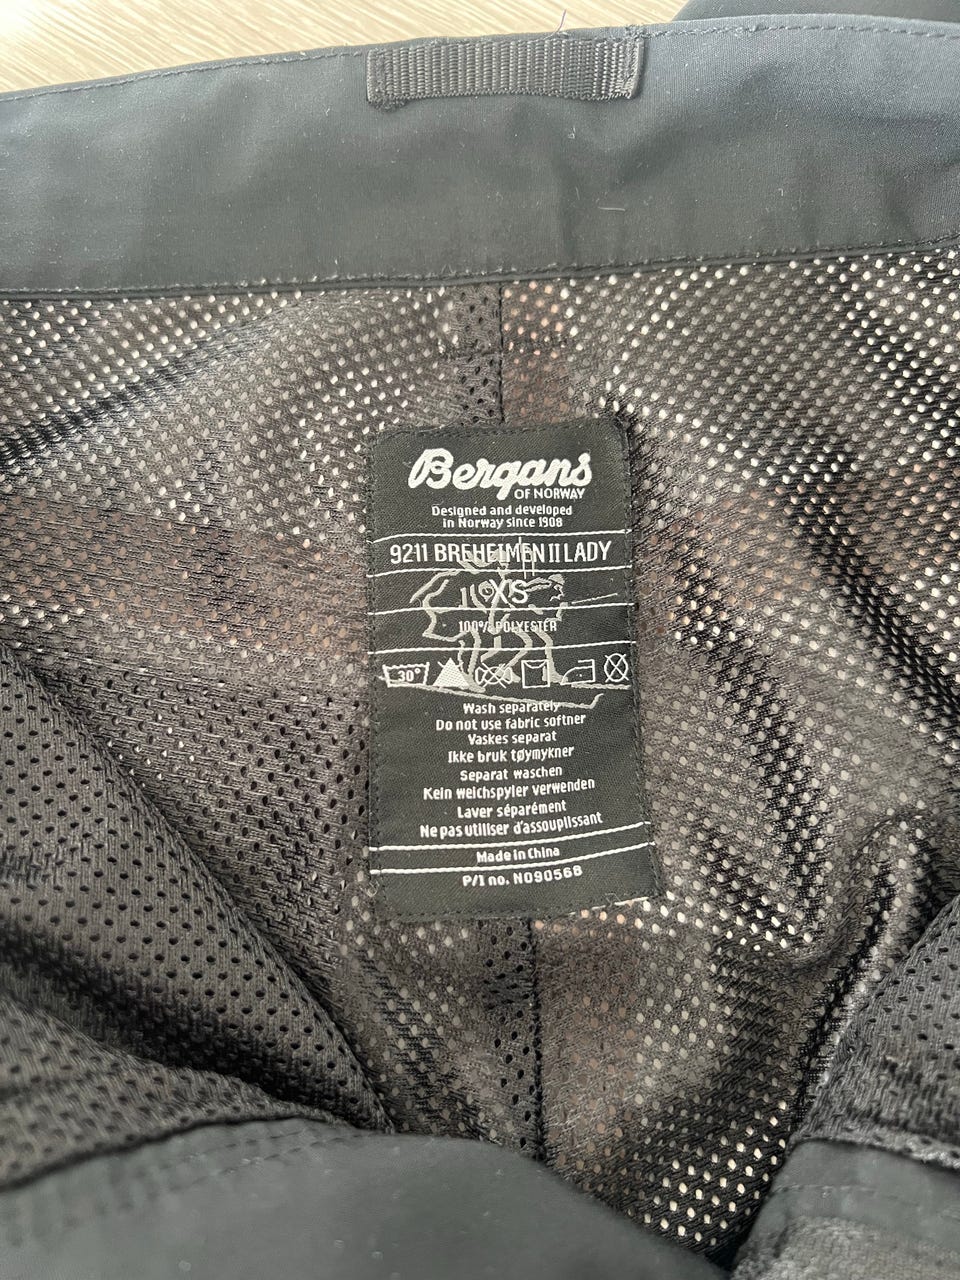 Bergans
OF NORWAY
Designed and developed
in Norway since 1908
9211 BREHEIMEN II LADY
XS
100% POLYESTER
30°
Wash separately
Do not use fabric softner
Vaskes separat
Ikke bruk tøymykner
Separat waschen
Kein weichspyler verwenden
Laver séparément
Ne pas utiliser d'assouplissant
Made in China
P/I no. N090568